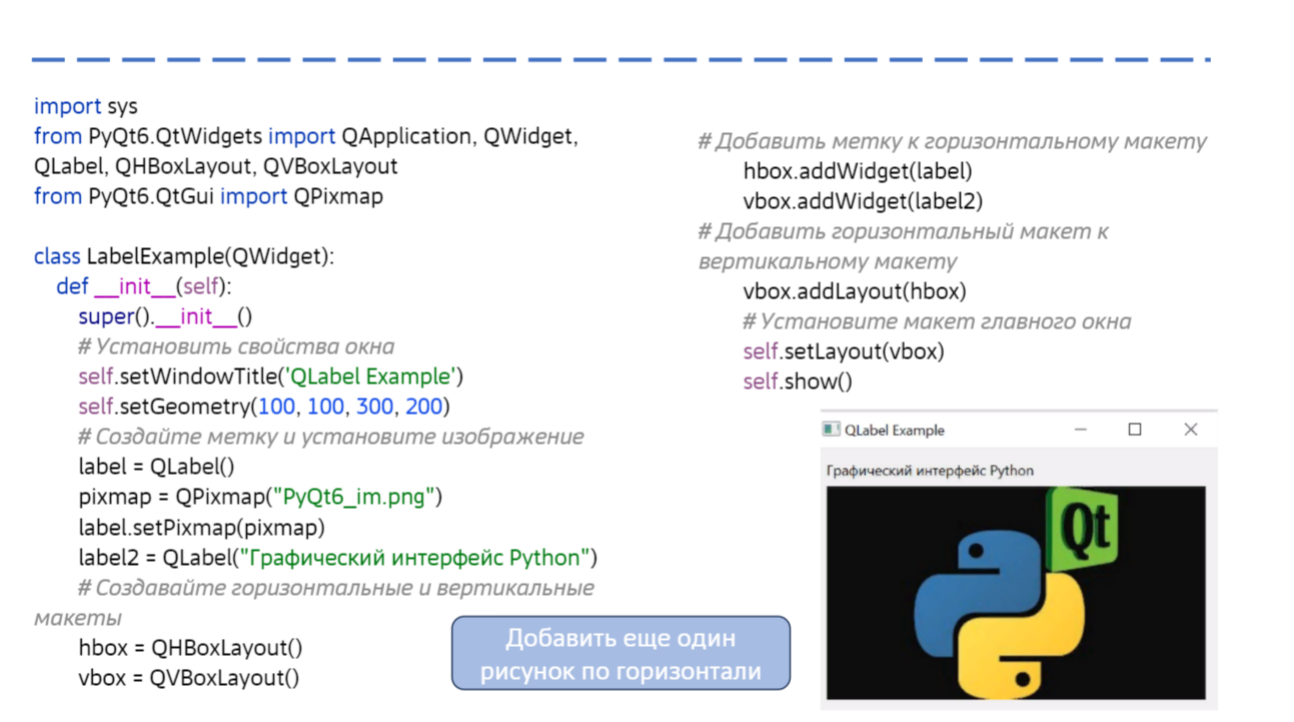 import sys
from PyQt6.QtWidgets import QApplication, QWidget,
QLabel, QHBoxLayout, QVBoxLayout
from PyQt6.QtGui import QPixmap
class LabelExample(QWidget):
def __init__(self):
super().__init__()
# Установить свойства окна
self.setWindowTitle('QLabel Example')
self.setGeometry(100, 100, 300, 200)
# Создайте метку и установите изображение
label = QLabel()
pixmap = QPixmap("PyQt6_im.png")
label.setPixmap(pixmap)
label2 = QLabel("Графический интерфейс Python")
# Создавайте горизонтальные и вертикальные
макеты
hbox = QHBoxLayout()
vbox = QVBoxLayout()
# Добавить метку к горизонтальному макету
hbox.addWidget(label)
vbox.addWidget(label2)
# Добавить горизонтальный макет к
вертикальному макету
vbox.addLayout(hbox)
# Установите макет главного окна
self.setLayout(vbox)
self.show()
Добавить еще один
рисунок по горизонтали
QLabel Example
Графический интерфейс Python
Qt